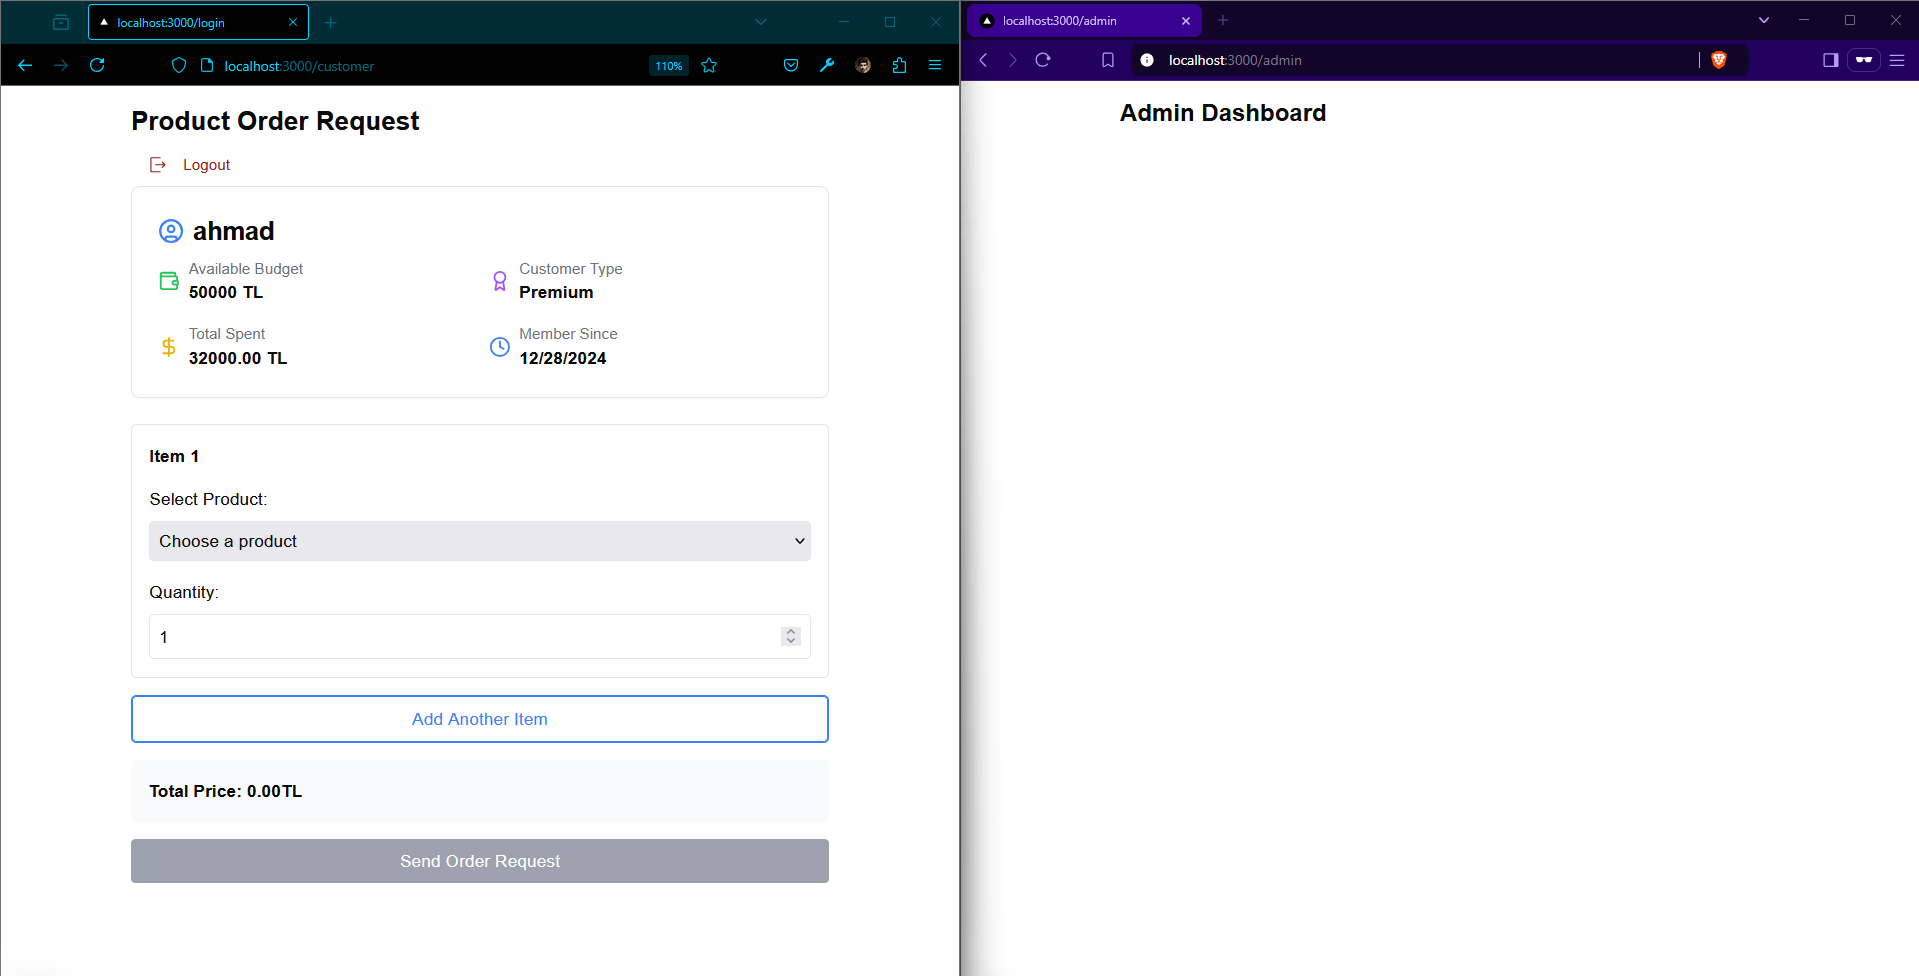 localhost:3000/login
localhost:3000/customer
110%
Product Order Request
Logout
ahmad
Available Budget
50000 TL
Customer Type
Premium
Total Spent
32000.00 TL
Member Since
12/28/2024
Item 1
Select Product:
Choose a product
Quantity:
1
Add Another Item
Total Price: 0.00TL
Send Order Request
localhost:3000/admin
localhost:3000/admin
Admin Dashboard